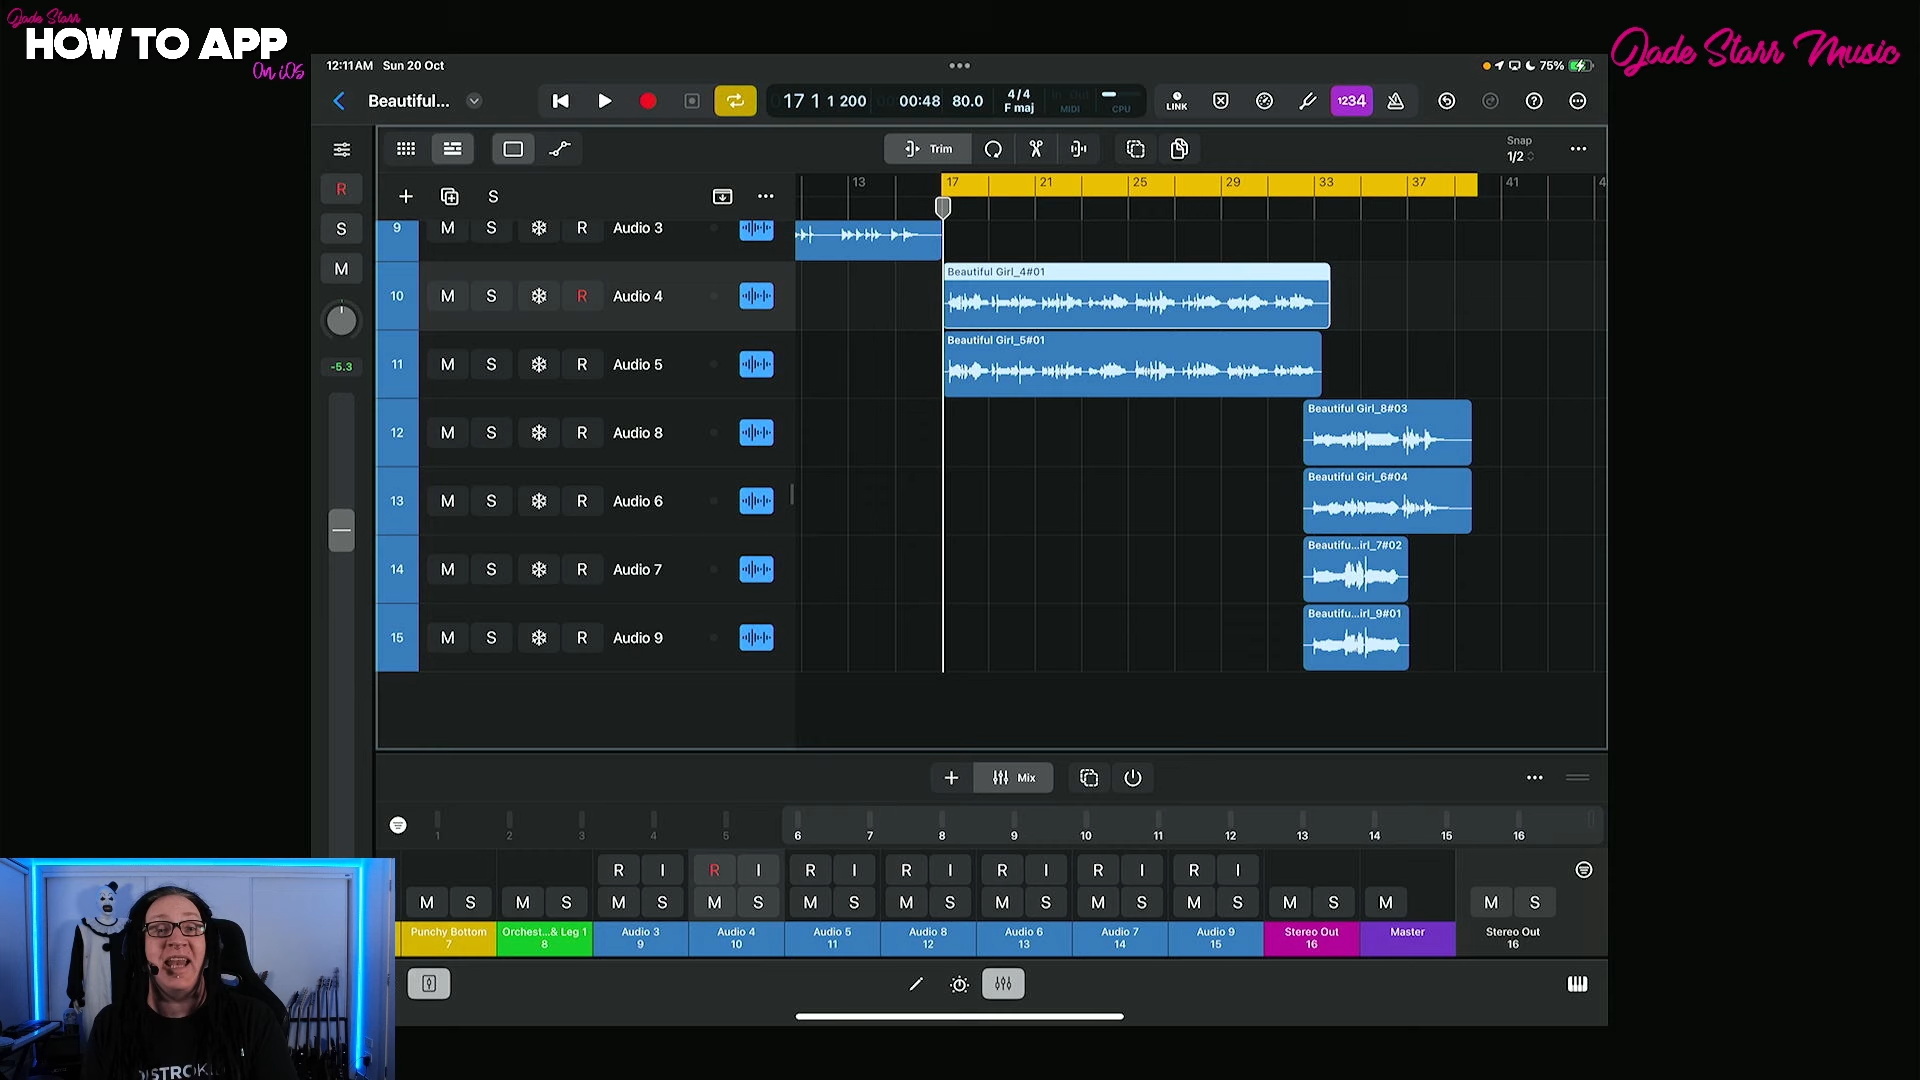 Jade Starr
HOW TO APP
On iOS
Jade Starr Music
12:11AM Sun 20 Oct
75%
Beautiful...
17 1 1 200 00:48 80.0 4/4 F maj
In Out MIDI
CPU
LINK
1234
Trim
Snap
1/2
S
13 17 21 25 29 33 37 41 4
R
S
M
-5.3
9 M S R Audio 3
10 M S R Audio 4
11 M S R Audio 5
12 M S R Audio 8
13 M S R Audio 6
14 M S R Audio 7
15 M S R Audio 9
Beautiful Girl_4#01
Beautiful Girl_5#01
Beautiful Girl_8#03
Beautiful Girl_6#04
Beautifu...irl_7#02
Beautifu...irl_9#01
Mix
1 2 3 4 5 6 7 8 9 10 11 12 13 14 15 16
R I R I R I R I R I R I R I
M S M S M S M S M S M S M S M S M S M S M M S
Punchy Bottom Orchest...& Leg 1 Audio 3 Audio 4 Audio 5 Audio 8 Audio 6 Audio 7 Audio 9 Stereo Out Master Stereo Out
7 8 9 10 11 12 13 14 15 16 16
DISTROK